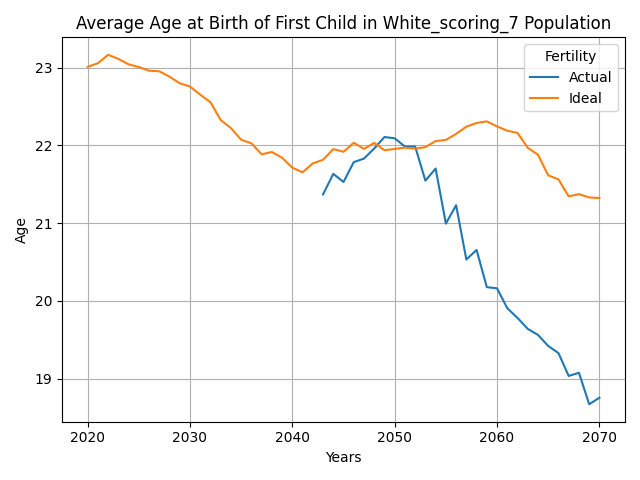 Average Age at Birth of First Child in White_scoring_7 Population
Fertility
Actual
Ideal
23
22
21
20
19
Age
2020 2030 2040 2050 2060 2070
Years